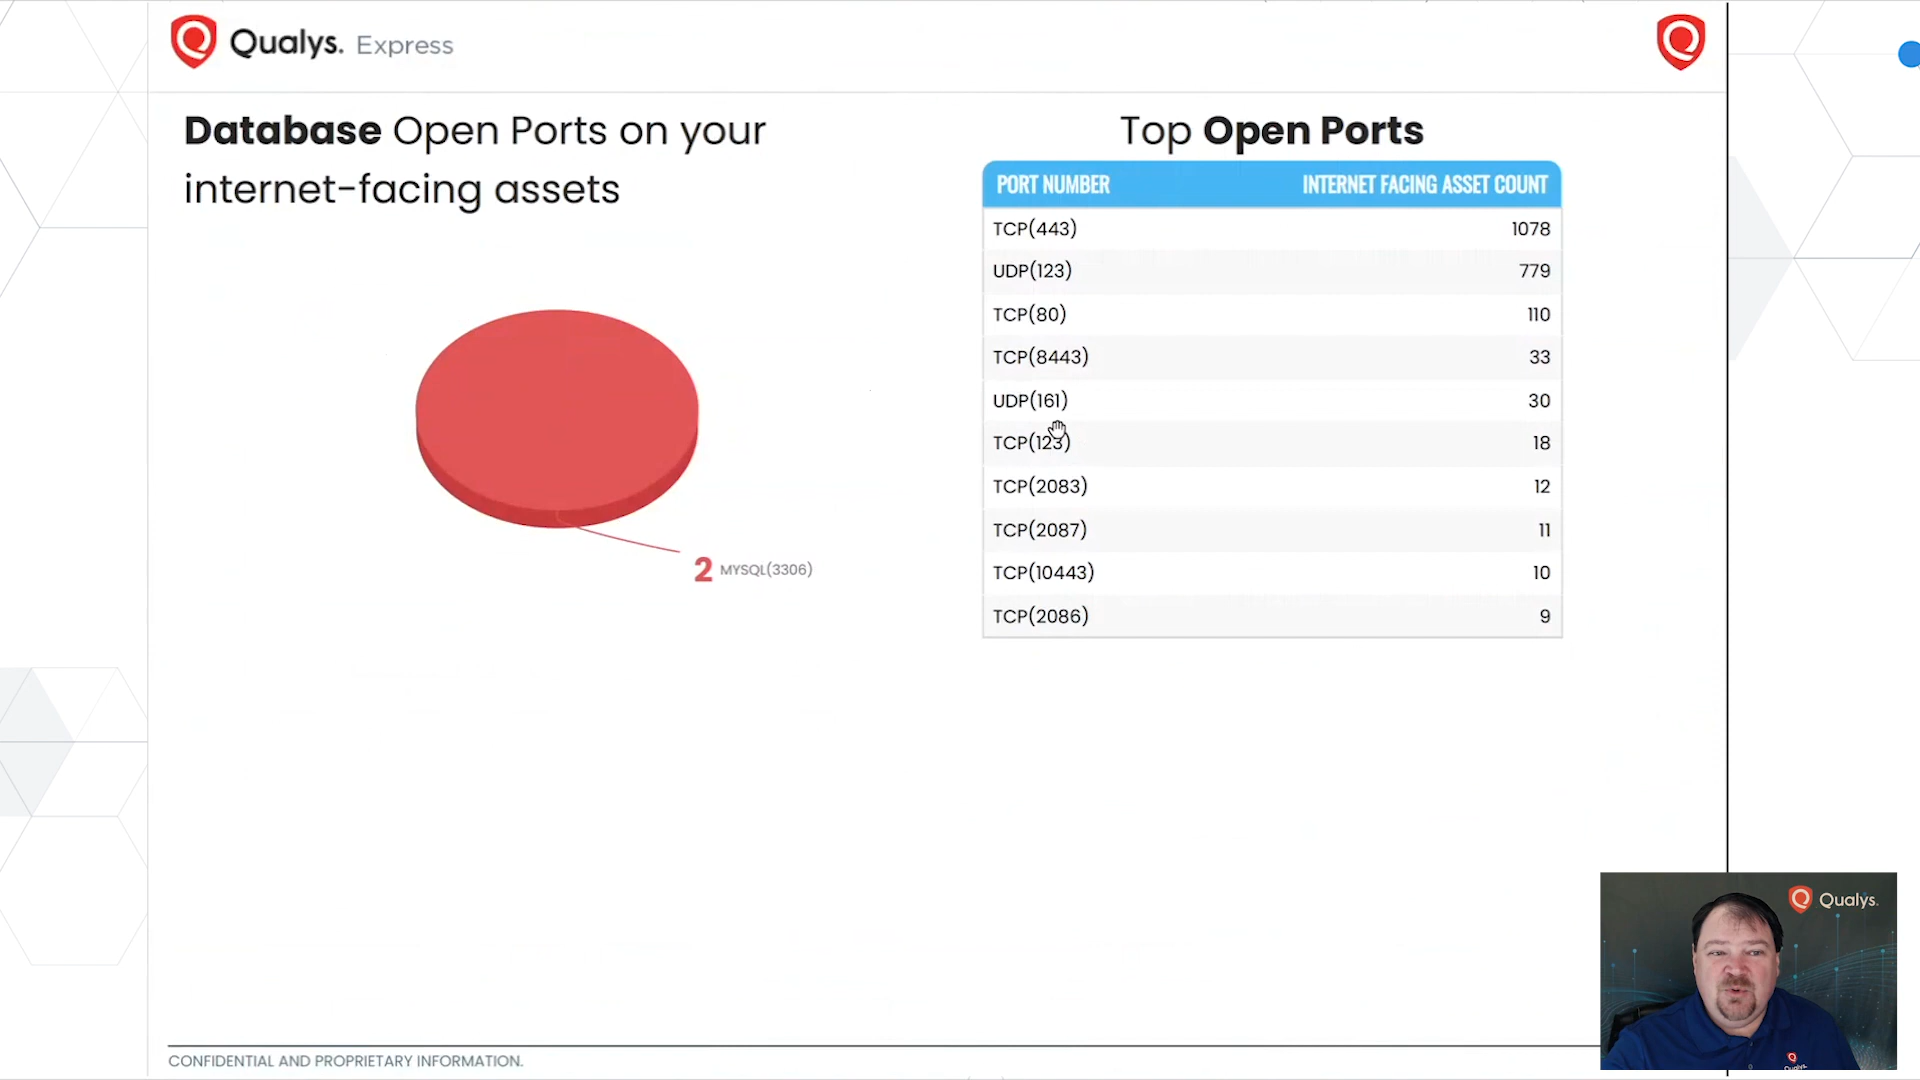 Qualys. Express
Database Open Ports on your
internet-facing assets
2 MYSQL(3306)
Top Open Ports
PORT NUMBER INTERNET FACING ASSET COUNT
TCP(443) 1078
UDP(123) 779
TCP(80) 110
TCP(8443) 33
UDP(161) 30
TCP(123) 18
TCP(2083) 12
TCP(2087) 11
TCP(10443) 10
TCP(2086) 9
Qualys.
Qualys.
CONFIDENTIAL AND PROPRIETARY INFORMATION.